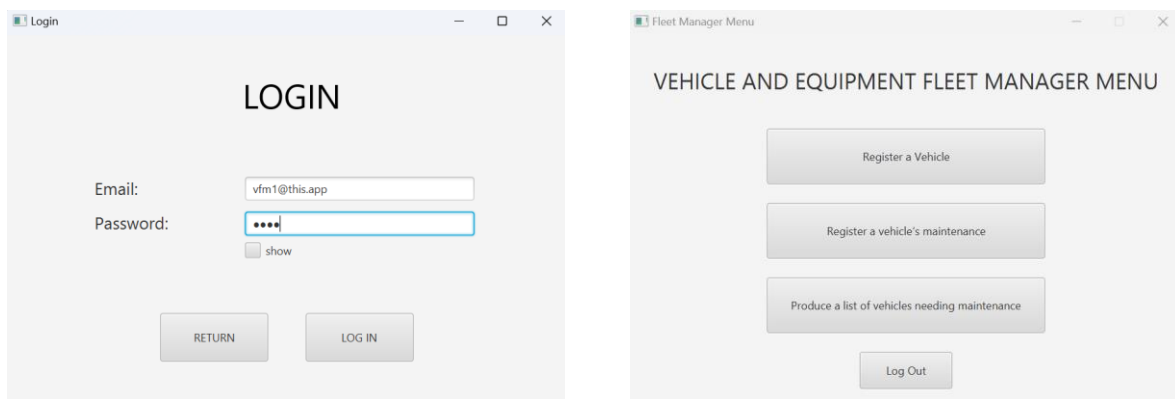 Login
LOGIN
Email:
vfm1@this.app
Password:
••••
show
RETURN
LOG IN
Fleet Manager Menu
VEHICLE AND EQUIPMENT FLEET MANAGER MENU
Register a Vehicle
Register a vehicle's maintenance
Produce a list of vehicles needing maintenance
Log Out